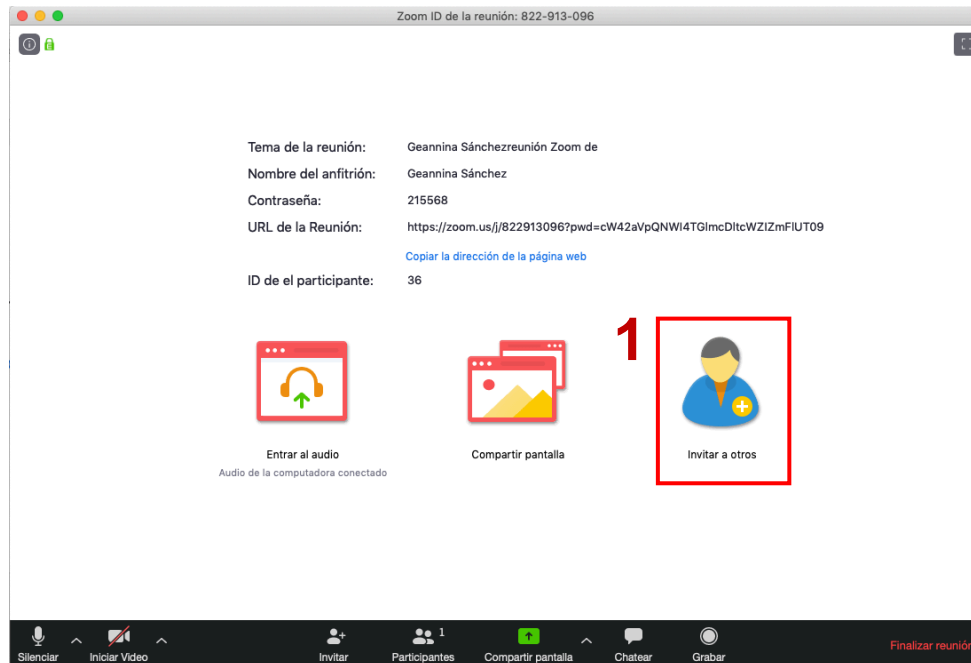 Zoom ID de la reunión: 822-913-096
Tema de la reunión: Geannina Sánchezreunión Zoom de
Nombre del anfitrión: Geannina Sánchez
Contraseña: 215568
URL de la Reunión: https://zoom.us/j/822913096?pwd=cW42aVpQNWI4TGlmcDltcWZIZmFlUT09
Copiar la dirección de la página web
ID de el participante: 36
1
Entrar al audio Compartir pantalla Invitar a otros
Audio de la computadora conectado
1
Silenciar Iniciar Video Invitar Participantes Compartir pantalla Chatear Grabar Finalizar reunión